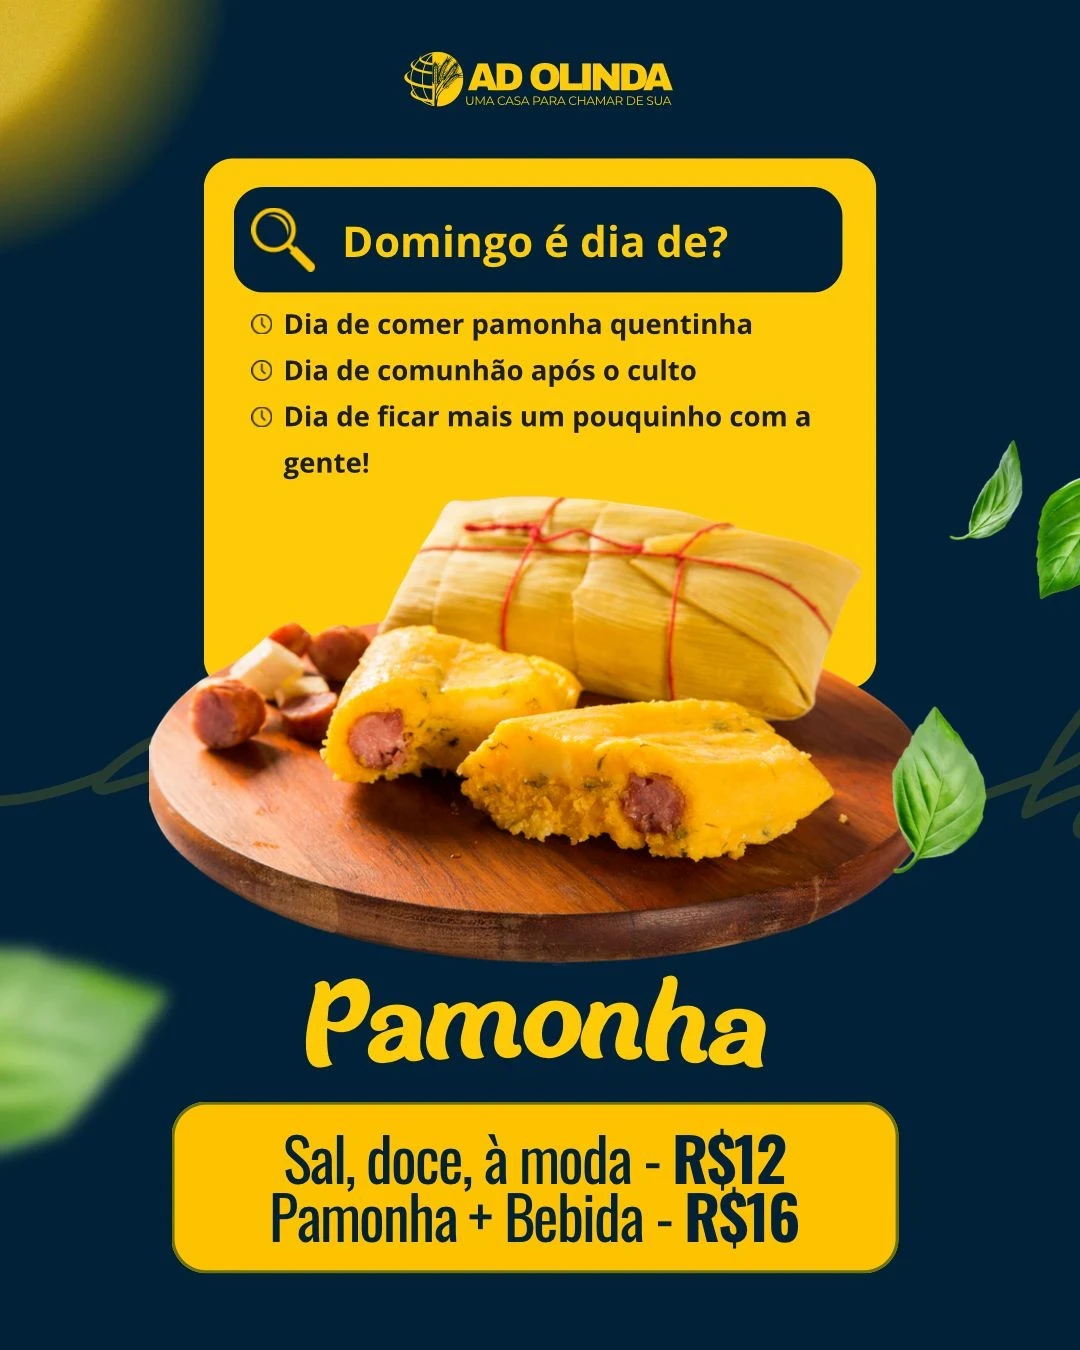 AD OLINDA
UMA CASA PARA CHAMAR DE SUA
Domingo é dia de?
Dia de comer pamonha quentinha
Dia de comunhão após o culto
Dia de ficar mais um pouquinho com a
gente!
Pamonha
Sal, doce, à moda - R$12
Pamonha + Bebida - R$16